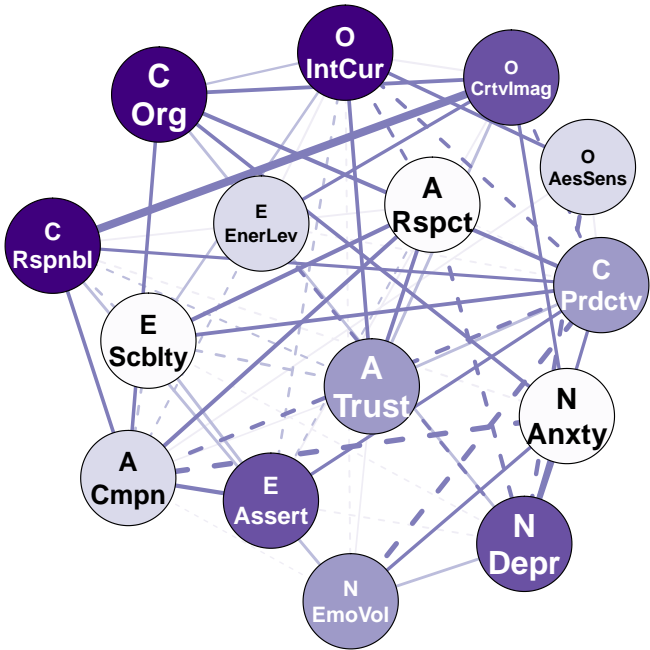 O
IntCur
O
CrtvImag
C
Org
O
AesSens
A
Rspct
E
EnerLev
C
Rspnbl
C
Prdctv
E
Scblty
A
Trust
N
Anxty
A
Cmpn
E
Assert
N
Depr
N
EmoVol